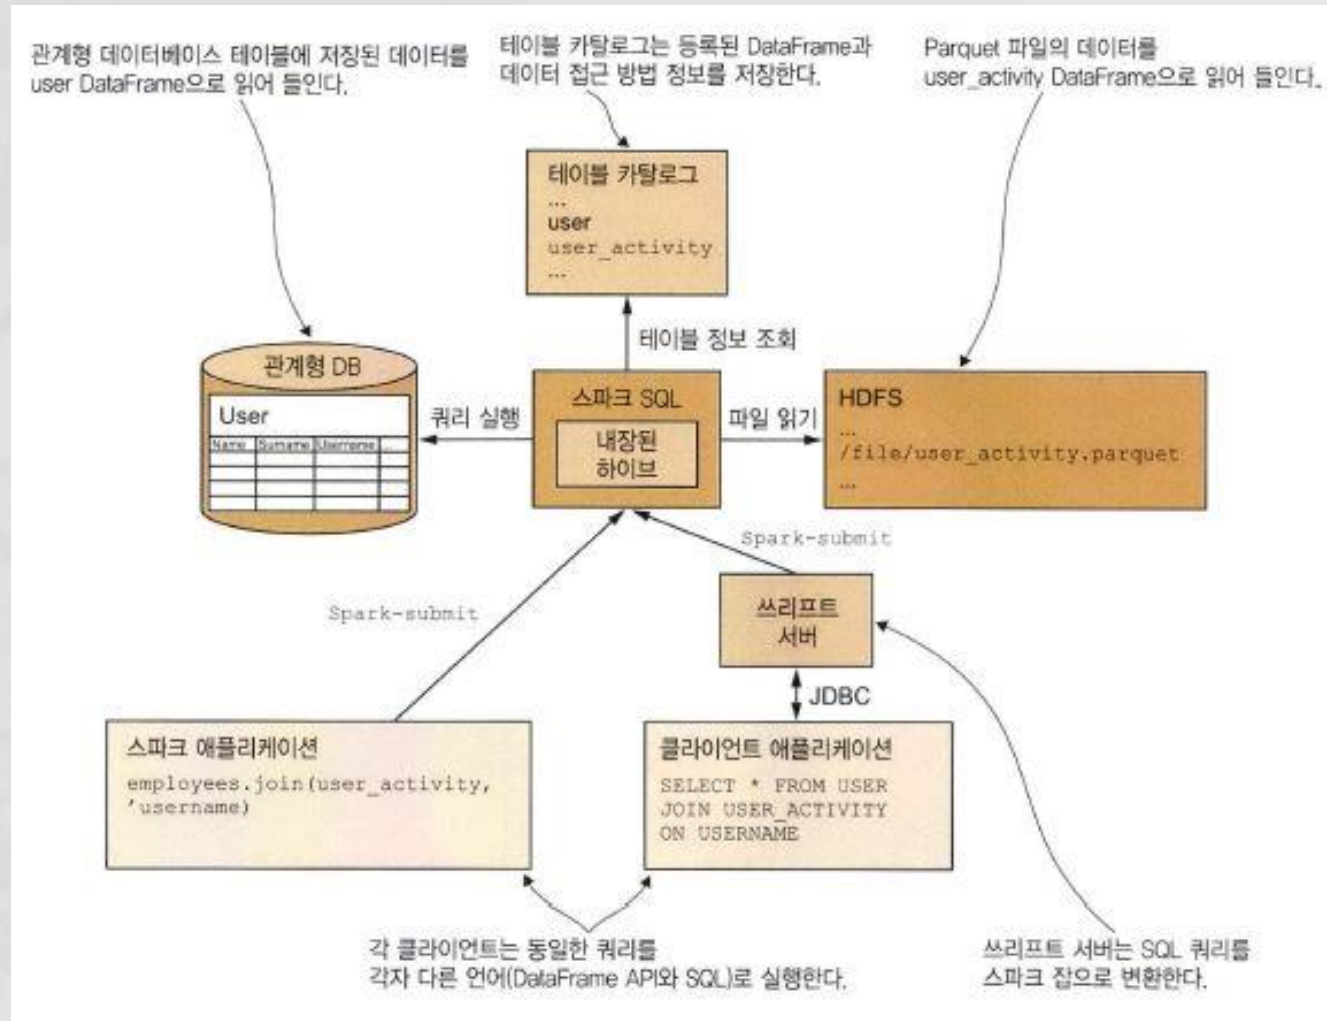 관계형 데이터베이스 테이블에 저장된 데이터를
user DataFrame으로 읽어 들인다.
테이블 카탈로그는 등록된 DataFrame과
데이터 접근 방법 정보를 저장한다.
Parquet 파일의 데이터를
user_activity DataFrame으로 읽어 들인다.
테이블 카탈로그
...
user
user_activity
...
테이블 정보 조회
관계형 DB
User
Name Surname Username ...
쿼리 실행
스파크 SQL
내장된
하이브
파일 읽기
HDFS
...
/file/user_activity.parquet
...
Spark-submit
Spark-submit
쓰리프트
서버
JDBC
스파크 애플리케이션
employees.join(user_activity,
'username)
클라이언트 애플리케이션
SELECT * FROM USER
JOIN USER_ACTIVITY
ON USERNAME
각 클라이언트는 동일한 쿼리를
각자 다른 언어(DataFrame API와 SQL)로 실행한다.
쓰리프트 서버는 SQL 쿼리를
스파크 잡으로 변환한다.